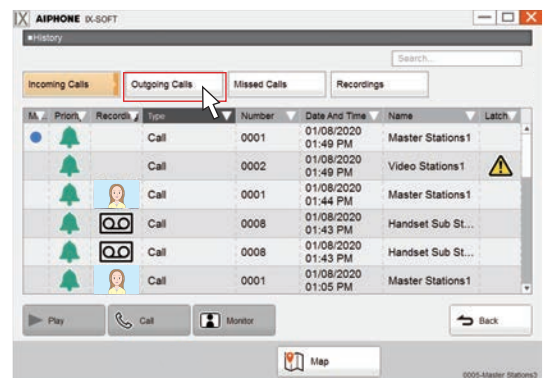 AIPHONE IX-SOFT
■History
Search...
Incoming Calls Outgoing Calls Missed Calls Recordings
M... Priorit Recordi Type Number Date And Time Name Latch
Call 0001 01/08/2020 01:49 PM Master Stations1
Call 0002 01/08/2020 01:49 PM Video Stations1
Call 0001 01/08/2020 01:44 PM Master Stations1
Call 0008 01/08/2020 01:43 PM Handset Sub St...
Call 0008 01/08/2020 01:43 PM Handset Sub St...
Call 0001 01/08/2020 01:05 PM Master Stations1
Play Call Monitor Back
Map
0005-Master Stations3